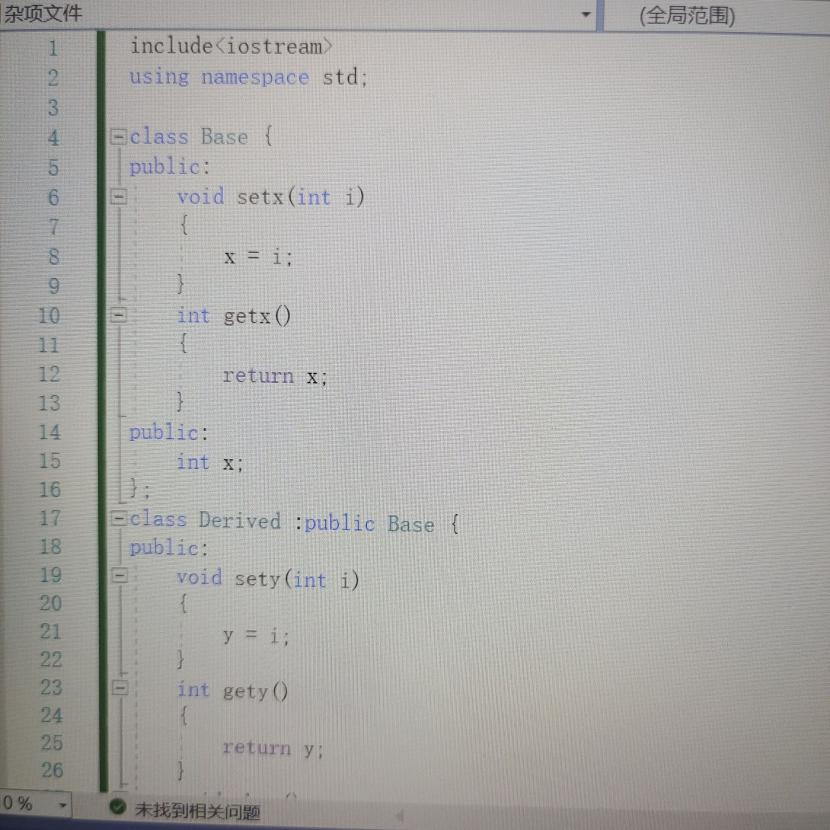 杂项文件 (全局范围)
1 include<iostream>
2 using namespace std;
3
4 class Base {
5 public:
6 void setx(int i)
7 {
8 x = i;
9 }
10 int getx()
11 {
12 return x;
13 }
14 public:
15 int x;
16 };
17 class Derived :public Base {
18 public:
19 void sety(int i)
20 {
21 y = i;
22 }
23 int gety()
24 {
25 return y;
26 }
0 % 未找到相关问题